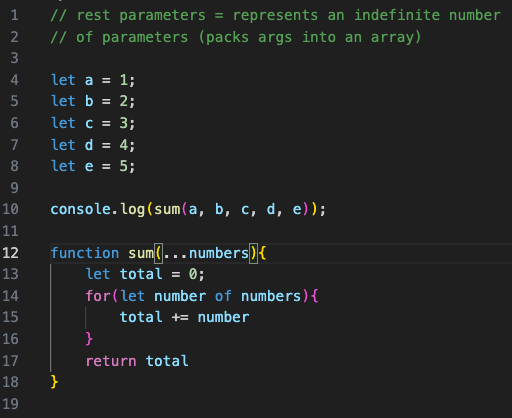 1 // rest parameters = represents an indefinite number
2 // of parameters (packs args into an array)
3
4 let a = 1;
5 let b = 2;
6 let c = 3;
7 let d = 4;
8 let e = 5;
9
10 console.log(sum(a, b, c, d, e));
11
12 function sum(...numbers){
13     let total = 0;
14     for(let number of numbers){
15         total += number
16     }
17     return total
18 }
19